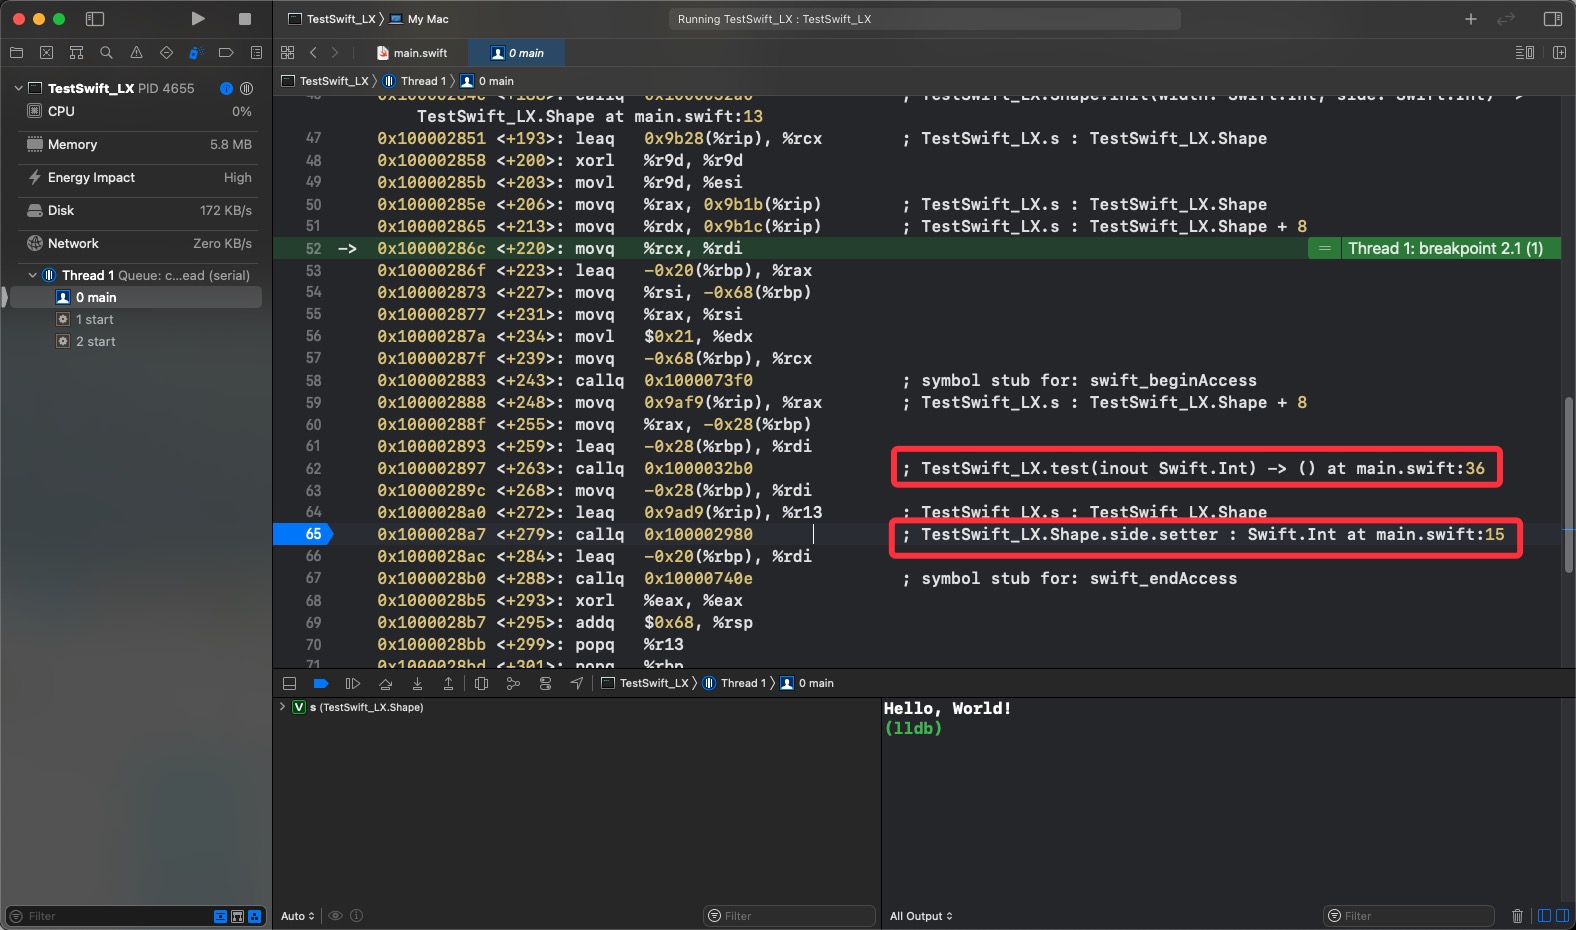 TestSwift_LX 〉 My Mac
Running TestSwift_LX : TestSwift_LX
main.swift
0 main
TestSwift_LX 〉 Thread 1 〉 0 main
TestSwift_LX PID 4655
CPU 0%
Memory 5.8 MB
Energy Impact High
Disk 172 KB/s
Network Zero KB/s
Thread 1 Queue: c...ead (serial)
0 main
1 start
2 start
Filter
TestSwift_LX.Shape at main.swift:13
47 0x100002851 <+193>: leaq 0x9b28(%rip), %rcx ; TestSwift_LX.s : TestSwift_LX.Shape
48 0x100002858 <+200>: xorl %r9d, %r9d
49 0x10000285b <+203>: movl %r9d, %esi
50 0x10000285e <+206>: movq %rax, 0x9b1b(%rip) ; TestSwift_LX.s : TestSwift_LX.Shape
51 0x100002865 <+213>: movq %rdx, 0x9b1c(%rip) ; TestSwift_LX.s : TestSwift_LX.Shape + 8
52 -> 0x10000286c <+220>: movq %rcx, %rdi = Thread 1: breakpoint 2.1 (1)
53 0x10000286f <+223>: leaq -0x20(%rbp), %rax
54 0x100002873 <+227>: movq %rsi, -0x68(%rbp)
55 0x100002877 <+231>: movq %rax, %rsi
56 0x10000287a <+234>: movl $0x21, %edx
57 0x10000287f <+239>: movq -0x68(%rbp), %rcx
58 0x100002883 <+243>: callq 0x1000073f0 ; symbol stub for: swift_beginAccess
59 0x100002888 <+248>: movq 0x9af9(%rip), %rax ; TestSwift_LX.s : TestSwift_LX.Shape + 8
60 0x10000288f <+255>: movq %rax, -0x28(%rbp)
61 0x100002893 <+259>: leaq -0x28(%rbp), %rdi
62 0x100002897 <+263>: callq 0x1000032b0 ; TestSwift_LX.test(inout Swift.Int) -> () at main.swift:36
63 0x10000289c <+268>: movq -0x28(%rbp), %rdi
64 0x1000028a0 <+272>: leaq 0x9ad9(%rip), %r13 ; TestSwift_LX.s : TestSwift_LX.Shape
65 0x1000028a7 <+279>: callq 0x100002980 ; TestSwift_LX.Shape.side.setter : Swift.Int at main.swift:15
66 0x1000028ac <+284>: leaq -0x20(%rbp), %rdi
67 0x1000028b0 <+288>: callq 0x10000740e ; symbol stub for: swift_endAccess
68 0x1000028b5 <+293>: xorl %eax, %eax
69 0x1000028b7 <+295>: addq $0x68, %rsp
70 0x1000028bb <+299>: popq %r13
71 0x1000028bd <+301>: popq %rbp
TestSwift_LX 〉 Thread 1 〉 0 main
V s (TestSwift_LX.Shape)
Hello, World!
(lldb)
Auto
Filter
All Output
Filter